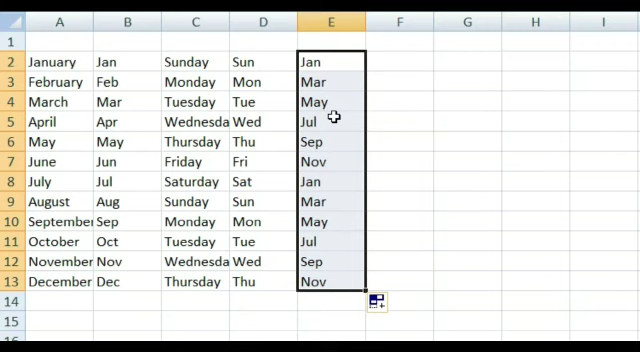 A B C D E F G H I
1
2 January Jan Sunday Sun Jan
3 February Feb Monday Mon Mar
4 March Mar Tuesday Tue May
5 April Apr Wednesda Wed Jul
6 May May Thursday Thu Sep
7 June Jun Friday Fri Nov
8 July Jul Saturday Sat Jan
9 August Aug Sunday Sun Mar
10 September Sep Monday Mon May
11 October Oct Tuesday Tue Jul
12 November Nov Wednesda Wed Sep
13 December Dec Thursday Thu Nov
14
15
16